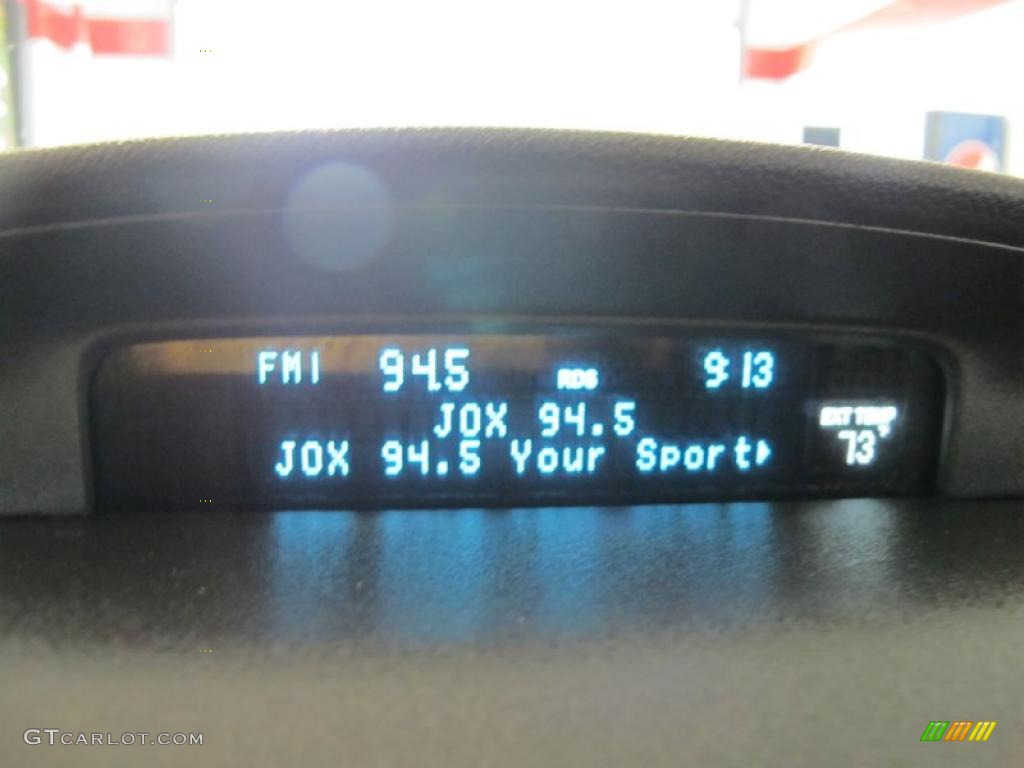 FM1 94.5 RDS 9:13
JOX 94.5
EXT TEMP
JOX 94.5 Your Sport
73°
GTCARLOT.COM